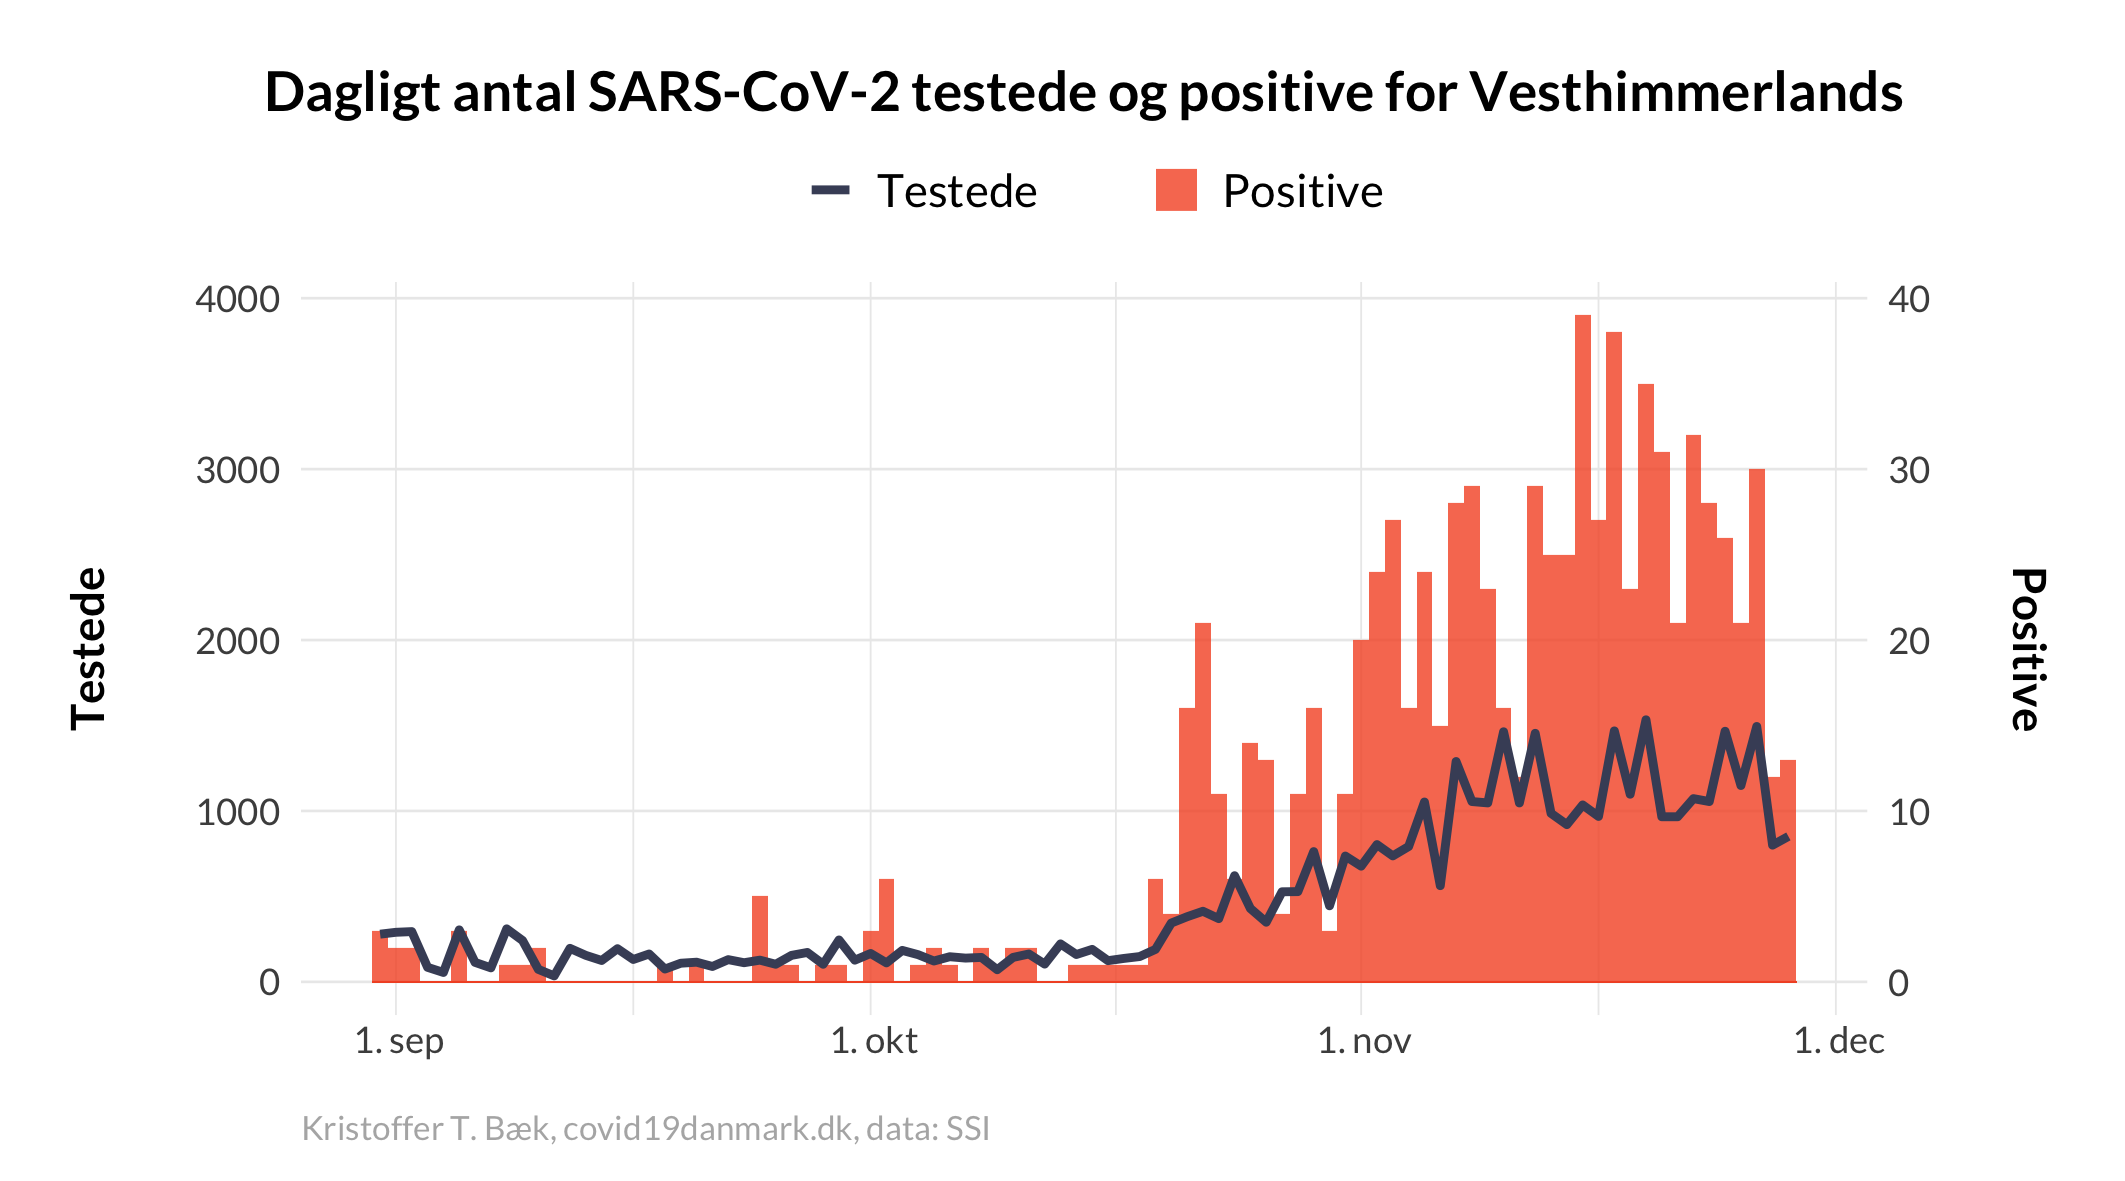 Dagligt antal SARS-CoV-2 testede og positive for Vesthimmerlands
Testede Positive
4000 40
3000 30
2000 20
1000 10
0 0
Testede
Positive
1. sep 1. okt 1. nov 1. dec
Kristoffer T. Bæk, covid19danmark.dk, data: SSI